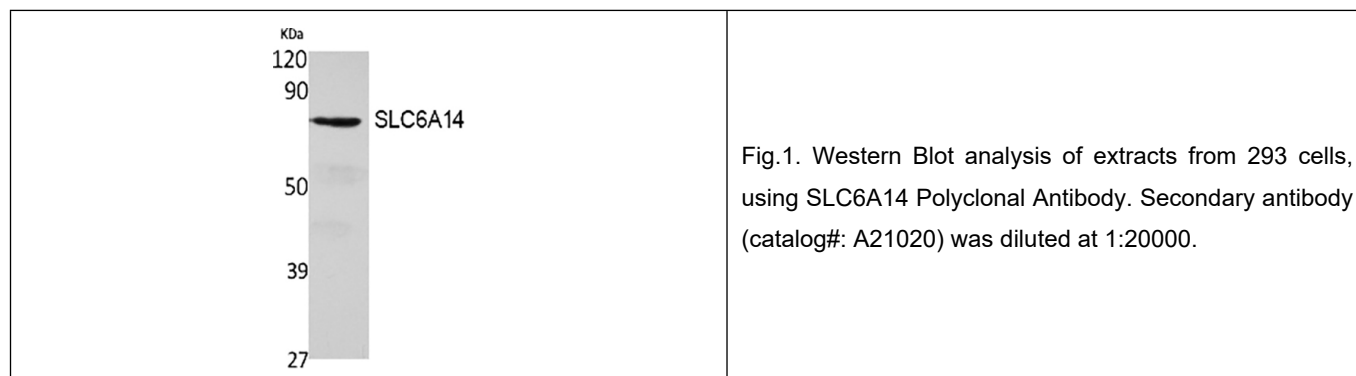 KDa
120
90
SLC6A14
50
39
27
Fig.1. Western Blot analysis of extracts from 293 cells,
using SLC6A14 Polyclonal Antibody. Secondary antibody
(catalog#: A21020) was diluted at 1:20000.